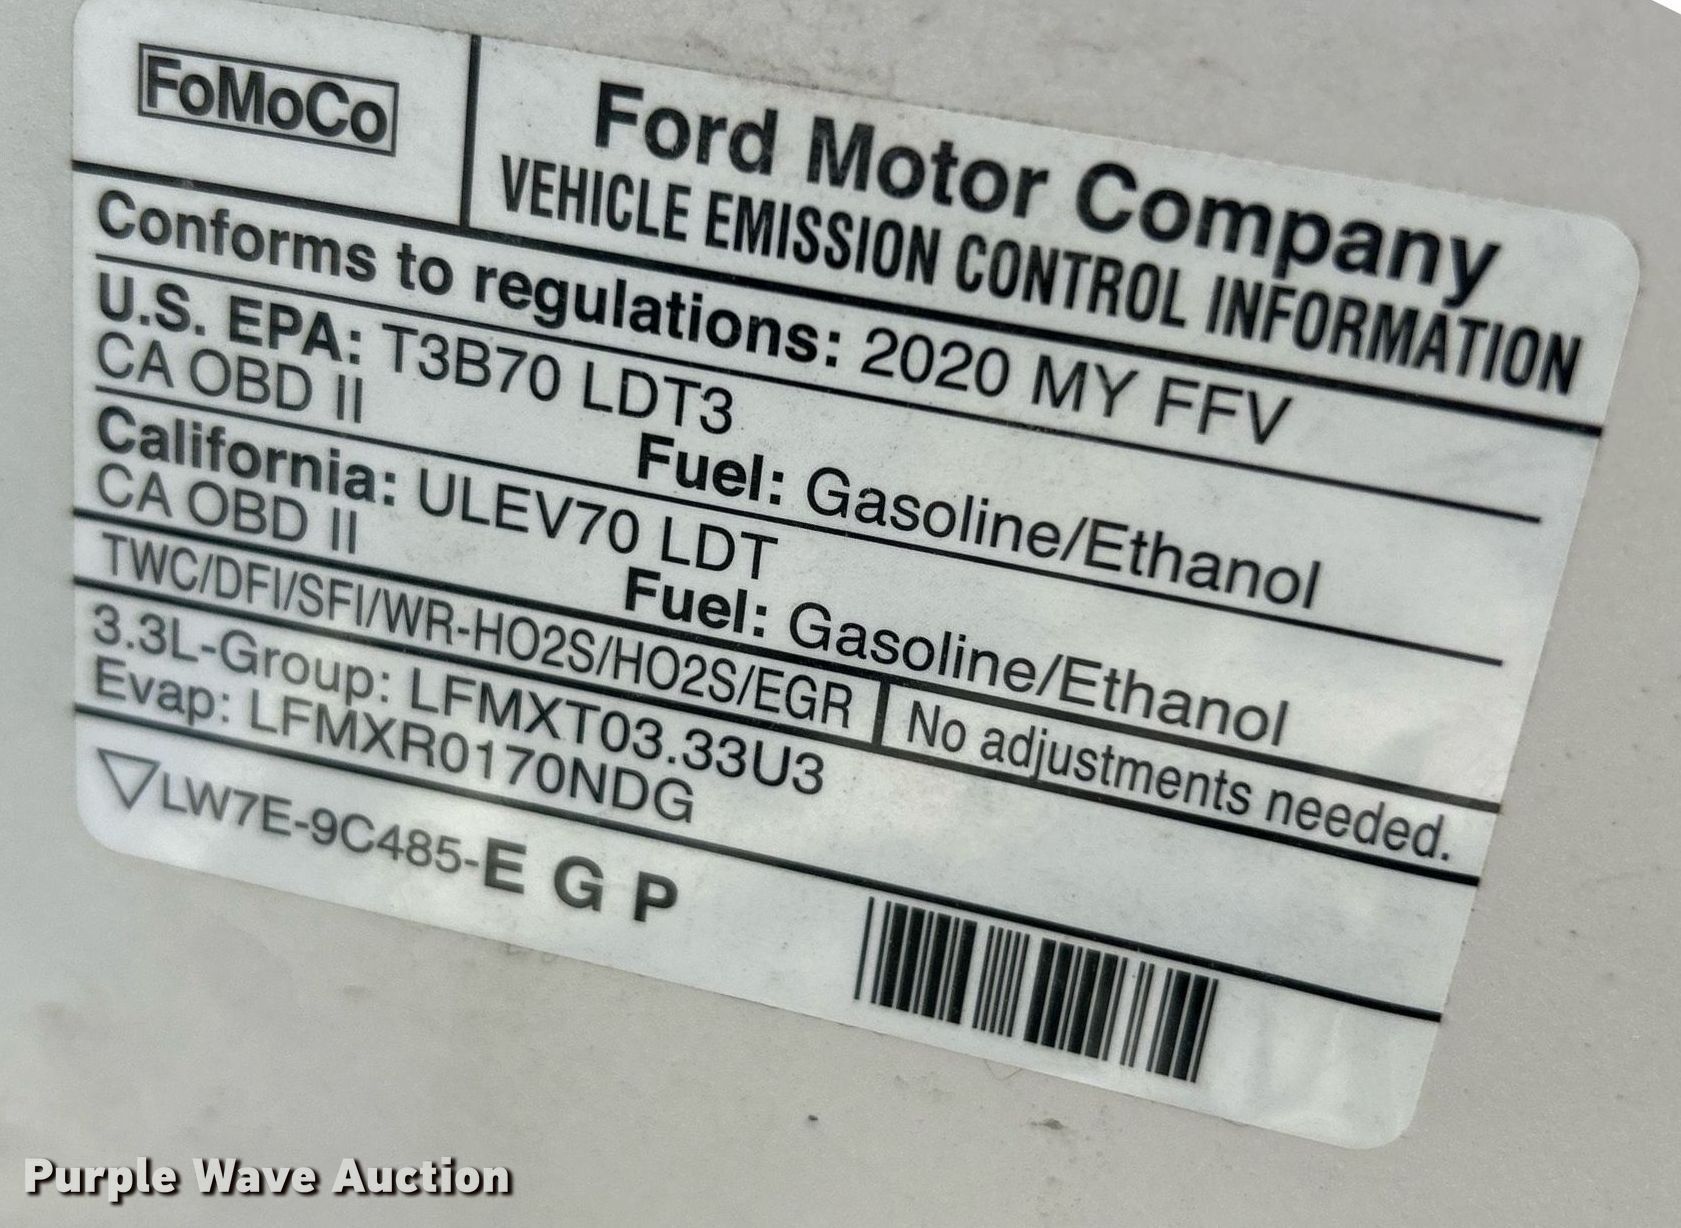 FoMoCo
Ford Motor Company
VEHICLE EMISSION CONTROL INFORMATION
Conforms to regulations: 2020 MY FFV
U.S. EPA: T3B70 LDT3
CA OBD II Fuel: Gasoline/Ethanol
California: ULEV70 LDT
CA OBD II Fuel: Gasoline/Ethanol
TWC/DFI/SFI/WR-HO2S/HO2S/EGR No adjustments needed.
3.3L-Group: LFMXT03.33U3
Evap: LFMXR0170NDG
LW7E-9C485-E G P
Purple Wave Auction